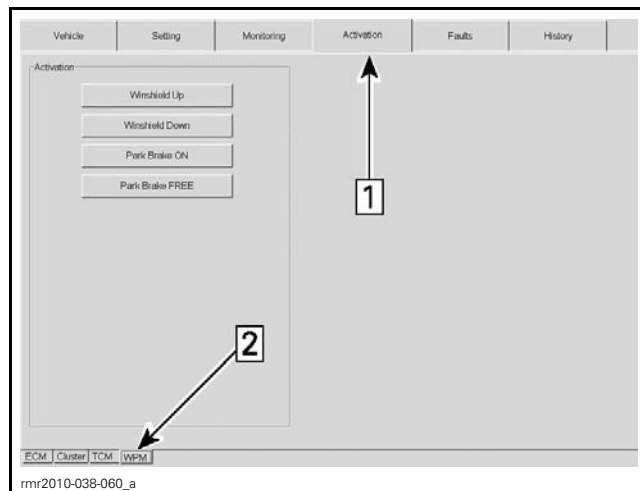 Vehicle Setting Monitoring Activation Faults History
Activation
Winshield Up
Winshield Down
Park Brake ON
Park Brake FREE
1
2
ECM Cluster TCM WPM
rmr2010-038-060_a